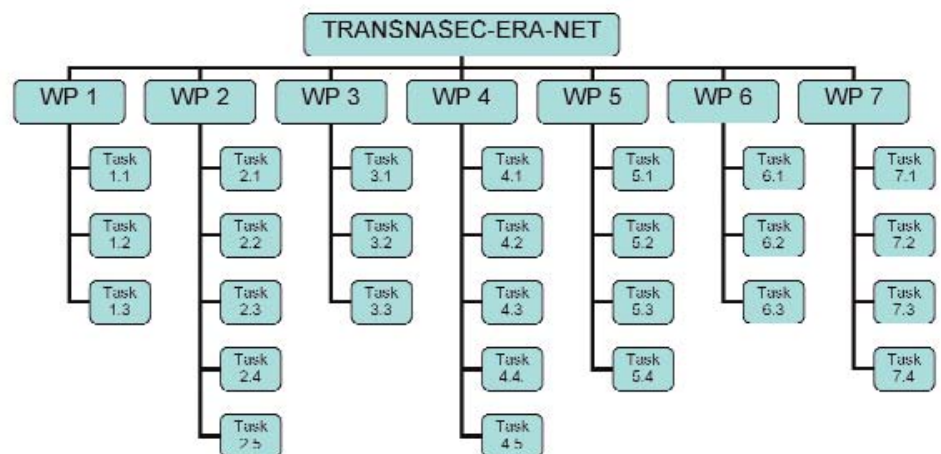 TRANSNASEC-ERA-NET
WP 1
WP 2
WP 3
WP 4
WP 5
WP 6
WP 7
Task
1.1
Task
2.1
Task
3.1
Task
4.1
Task
5.1
Task
6.1
Task
7.1
Task
1.2
Task
2.2
Task
3.2
Task
4.2
Task
5.2
Task
6.2
Task
7.2
Task
1.3
Task
2.3
Task
3.3
Task
4.3
Task
5.3
Task
6.3
Task
7.3
Task
2.4
Task
4.4.
Task
5.4
Task
7.4
Task
2.5
Task
4.5